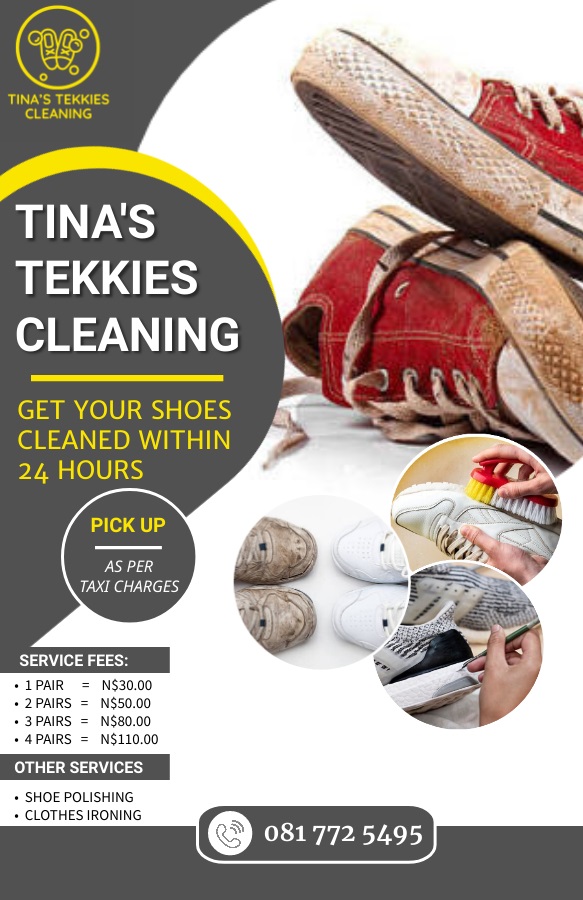 TINA'S TEKKIES
CLEANING
TINA'S
TEKKIES
CLEANING
GET YOUR SHOES
CLEANED WITHIN
24 HOURS
PICK UP
AS PER
TAXI CHARGES
SERVICE FEES:
• 1 PAIR = N$30.00
• 2 PAIRS = N$50.00
• 3 PAIRS = N$80.00
• 4 PAIRS = N$110.00
OTHER SERVICES
• SHOE POLISHING
• CLOTHES IRONING
081 772 5495